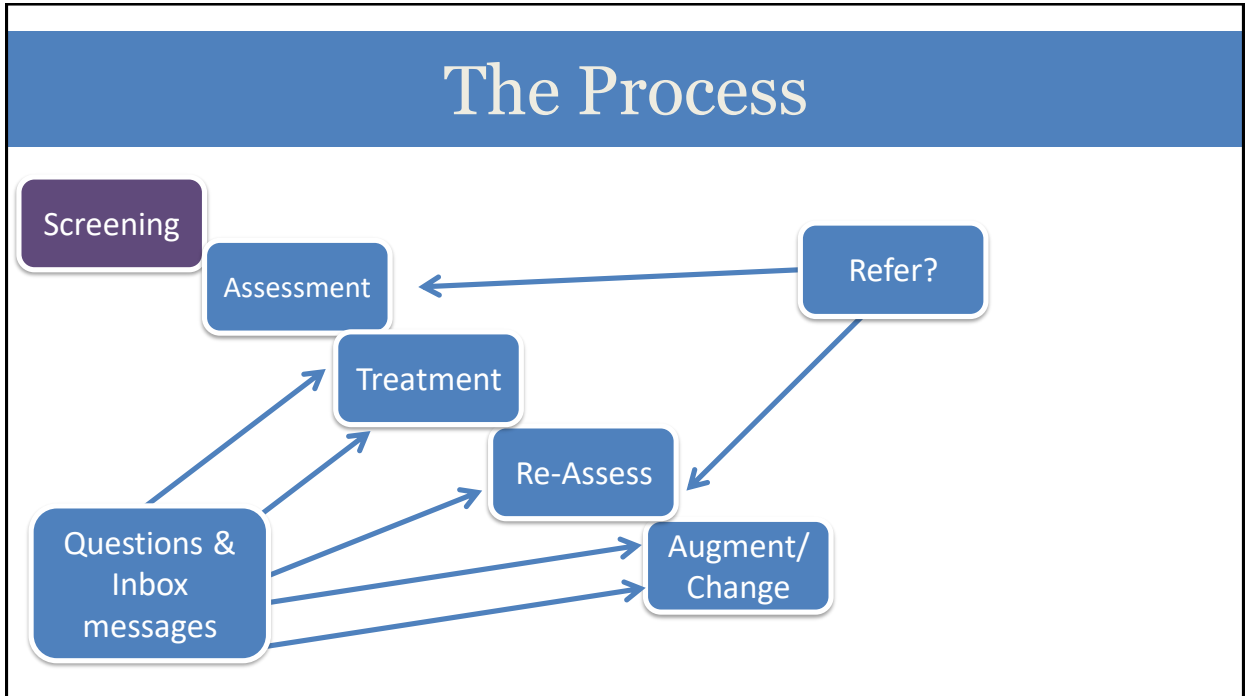 The Process
Screening
Assessment
Refer?
Treatment
Re-Assess
Questions &
Inbox
messages
Augment/
Change